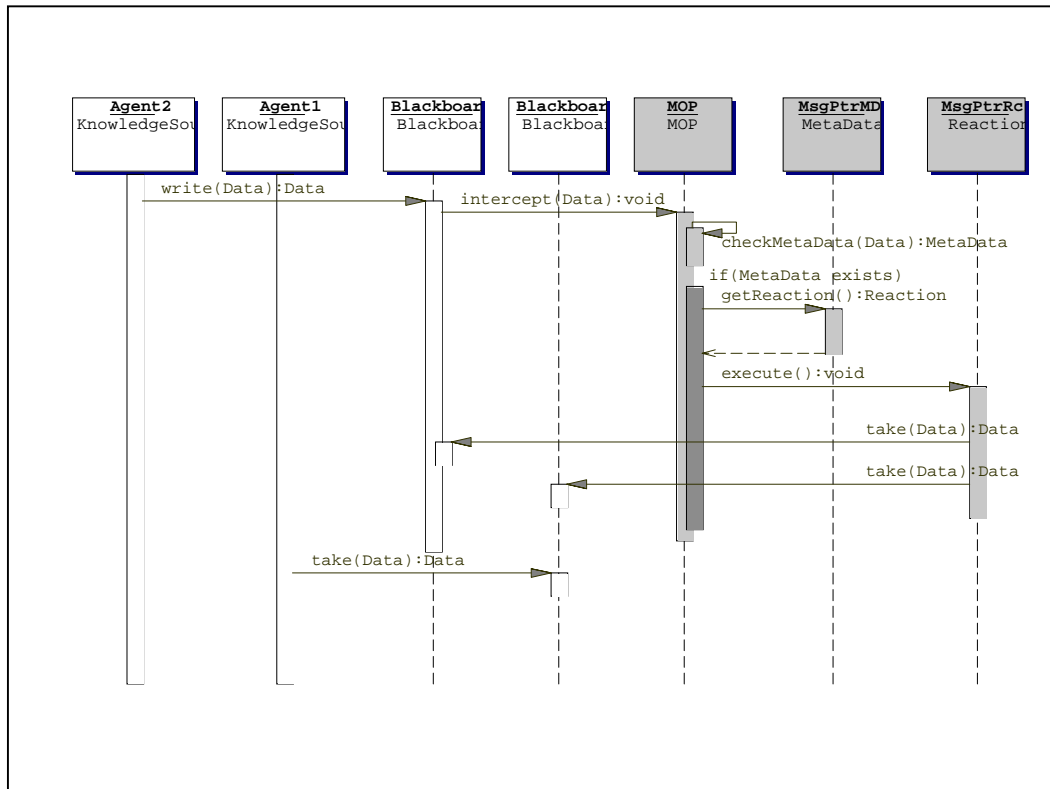 Agent2
KnowledgeSou
Agent1
KnowledgeSou
Blackboar
Blackboar
Blackboar
Blackboar
MOP
MOP
MsgPtrMD
MetaData
MsgPtrRc
Reaction
write(Data):Data
intercept(Data):void
checkMetaData(Data):MetaData
if(MetaData exists)
getReaction():Reaction
execute():void
take(Data):Data
take(Data):Data
take(Data):Data